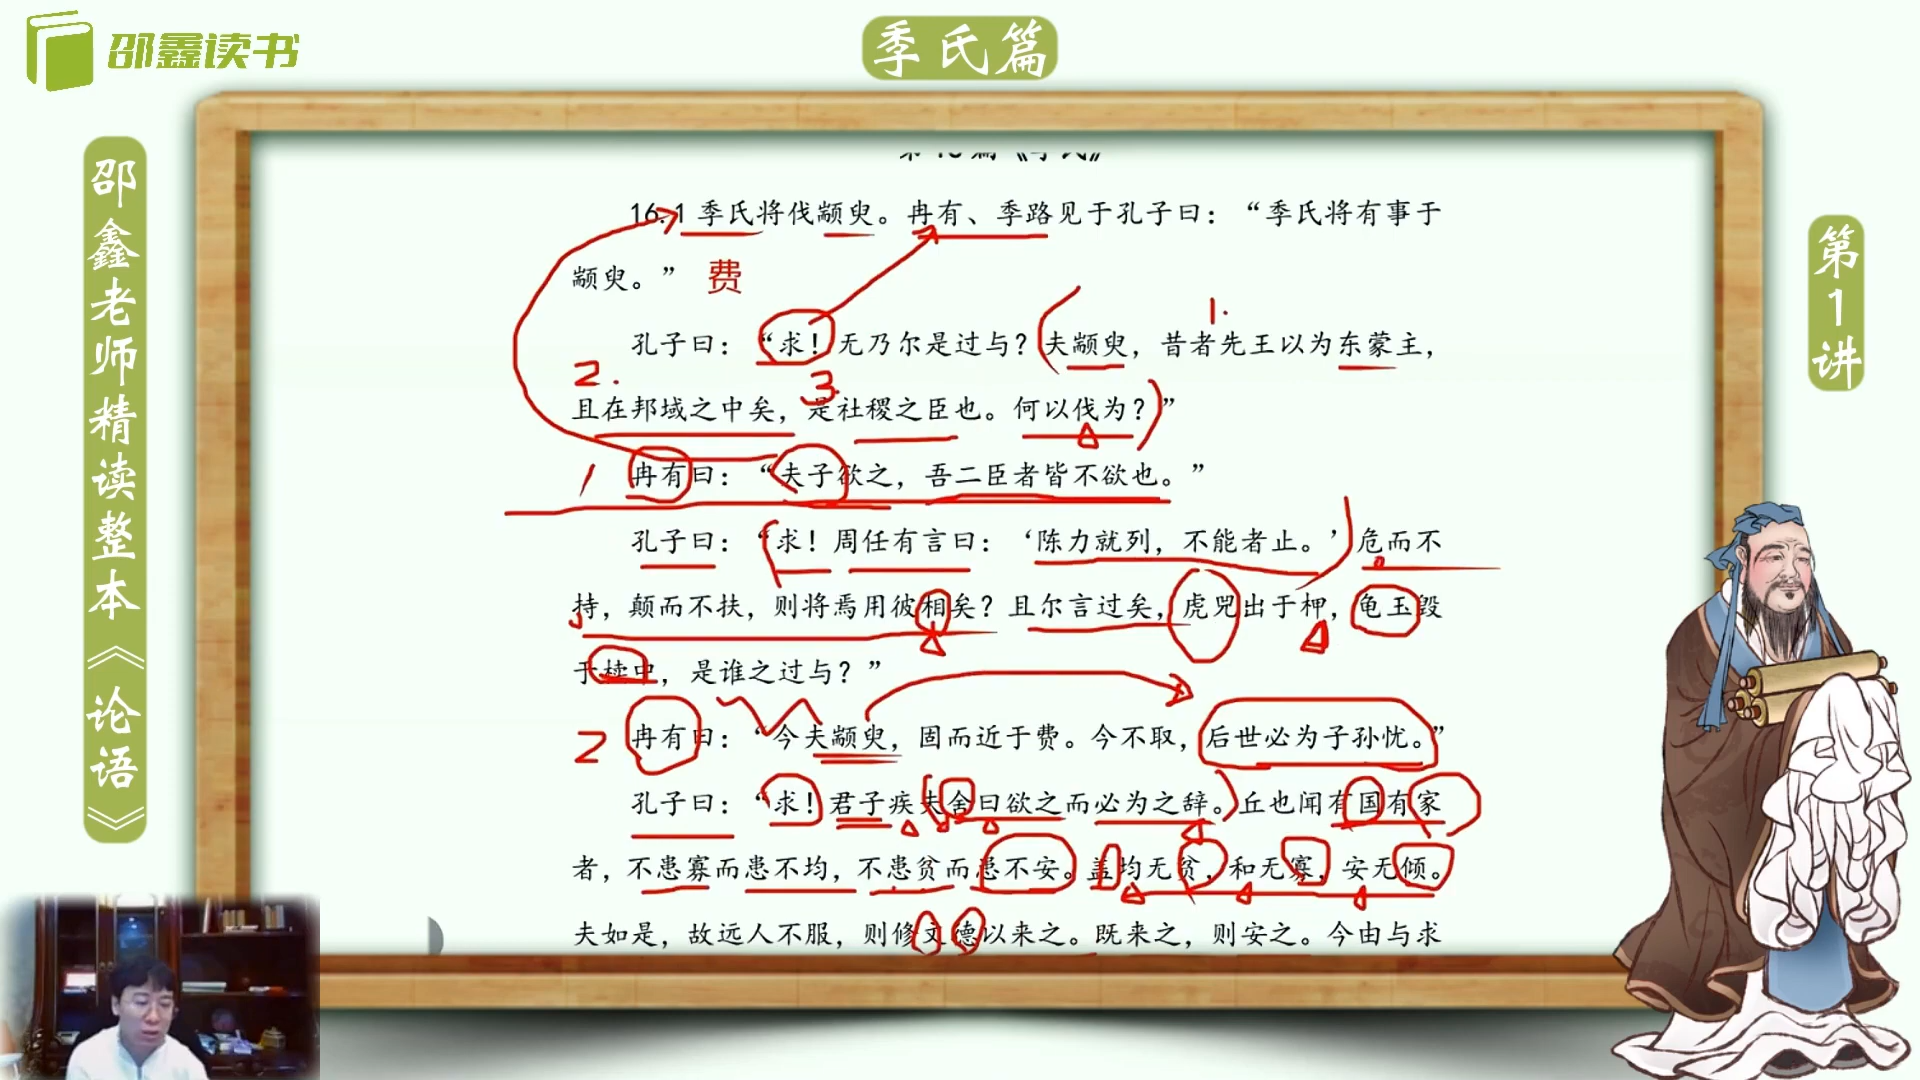 邵鑫读书
季氏篇
邵鑫老师精读整本《论语》
第1讲
16.1 季氏将伐颛臾。冉有、季路见于孔子曰：“季氏将有事于
颛臾。” 费
1.
孔子曰：“求！无乃尔是过与？夫颛臾，昔者先王以为东蒙主，
2. 3.
且在邦域之中矣，是社稷之臣也。何以伐为？”
1 冉有曰：“夫子欲之，吾二臣者皆不欲也。”
孔子曰：“求！周任有言曰：‘陈力就列，不能者止。’危而不
持，颠而不扶，则将焉用彼相矣？且尔言过矣，虎兕出于柙，龟玉毁
于椟中，是谁之过与？”
2 冉有曰：“今夫颛臾，固而近于费。今不取，后世必为子孙忧。”
孔子曰：“求！君子疾夫舍曰欲之而必为之辞。丘也闻有国有家
者，不患寡而患不均，不患贫而患不安。盖均无贫，和无寡，安无倾。
夫如是，故远人不服，则修文德以来之。既来之，则安之。今由与求